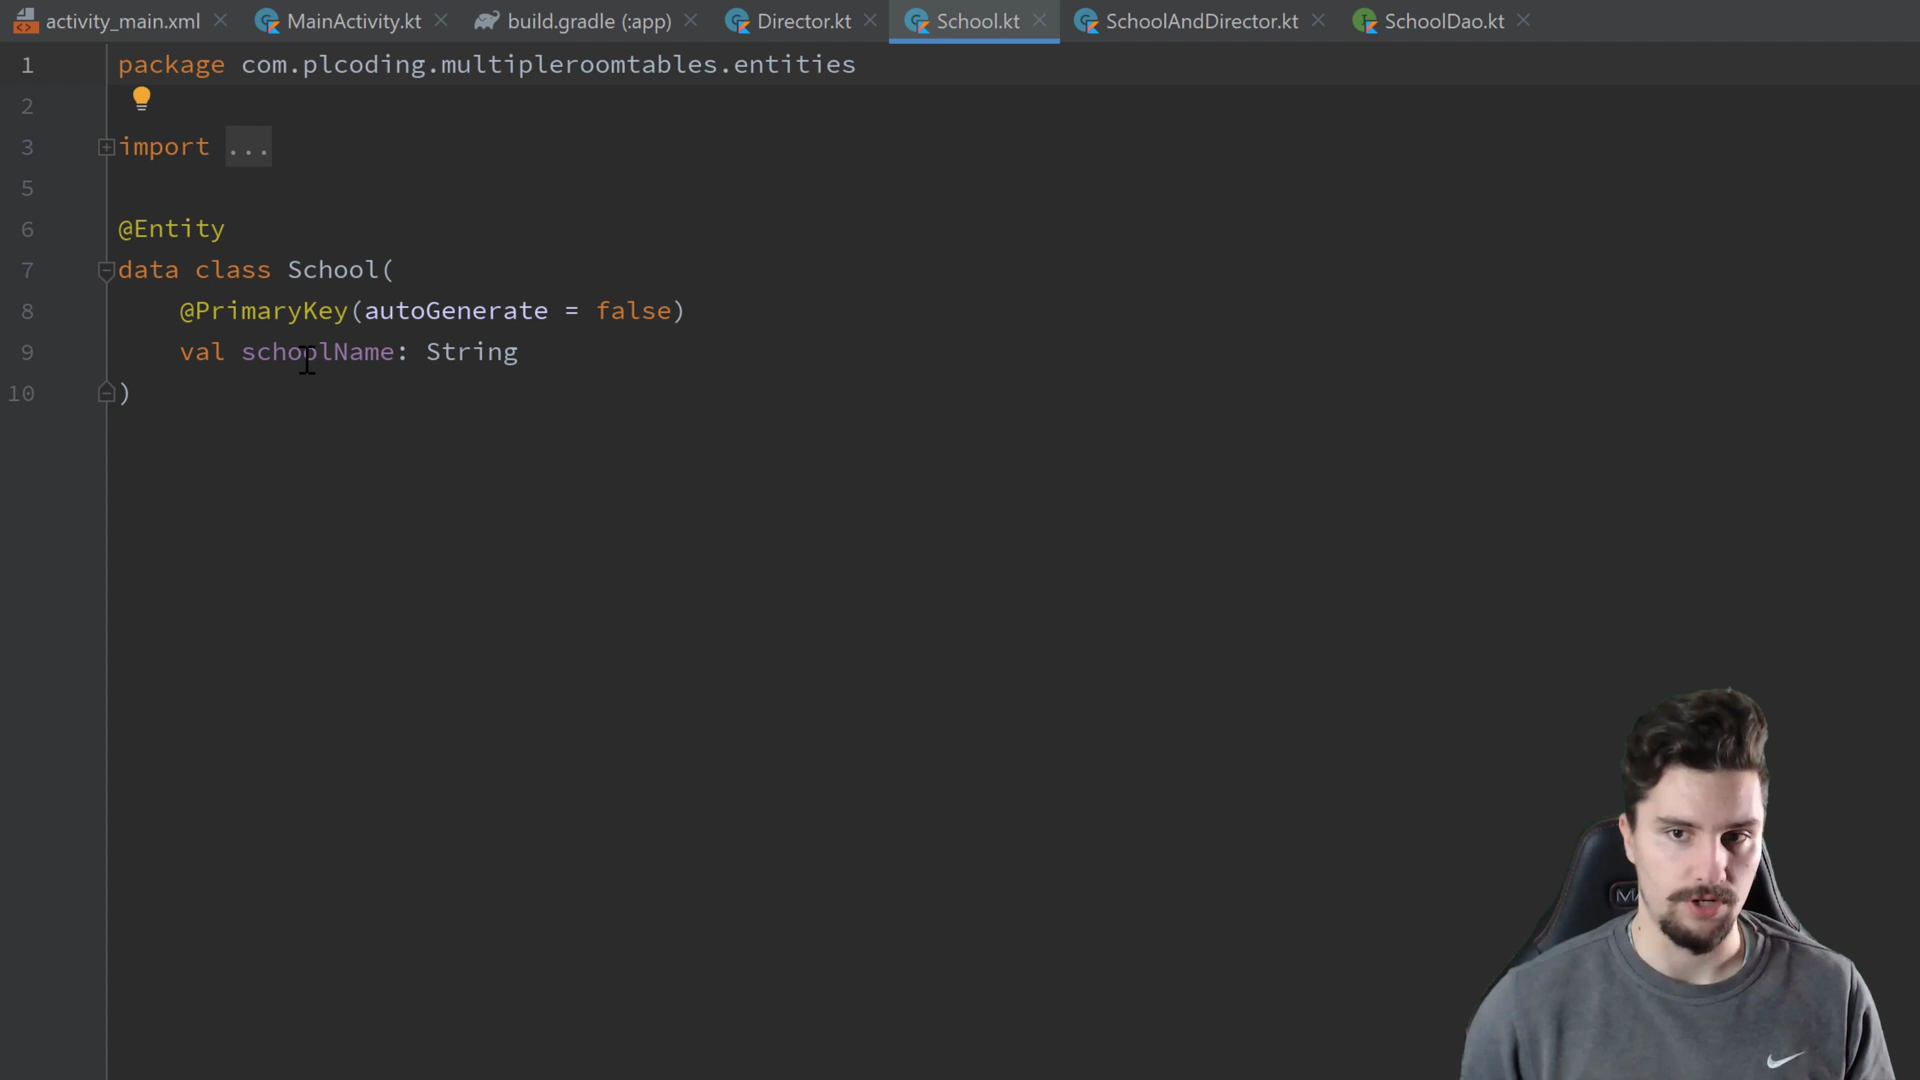 activity_main.xml MainActivity.kt build.gradle (:app) Director.kt School.kt SchoolAndDirector.kt SchoolDao.kt
1 package com.plcoding.multipleroomtables.entities
2
3 import ...
5
6 @Entity
7 data class School(
8 @PrimaryKey(autoGenerate = false)
9 val schoolName: String
10 )